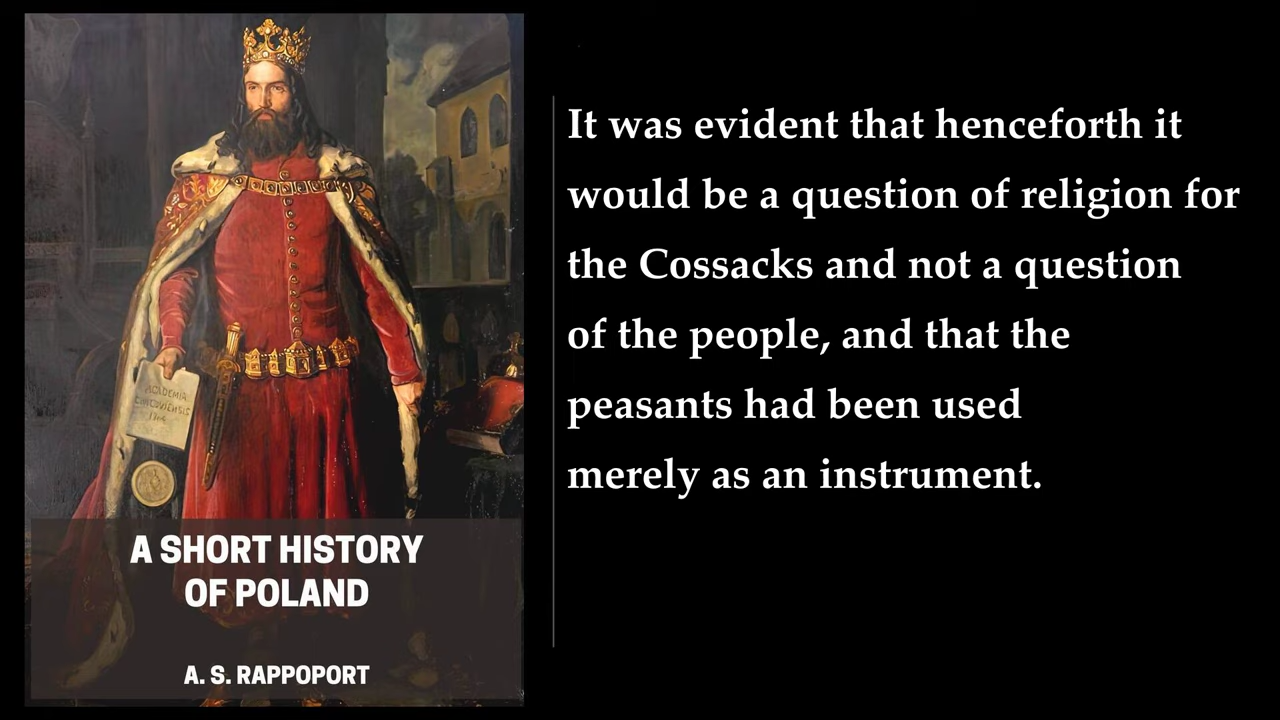 ACADEMIA
A SHORT HISTORY
OF POLAND
A. S. RAPPOPORT
It was evident that henceforth it
would be a question of religion for
the Cossacks and not a question
of the people, and that the
peasants had been used
merely as an instrument.